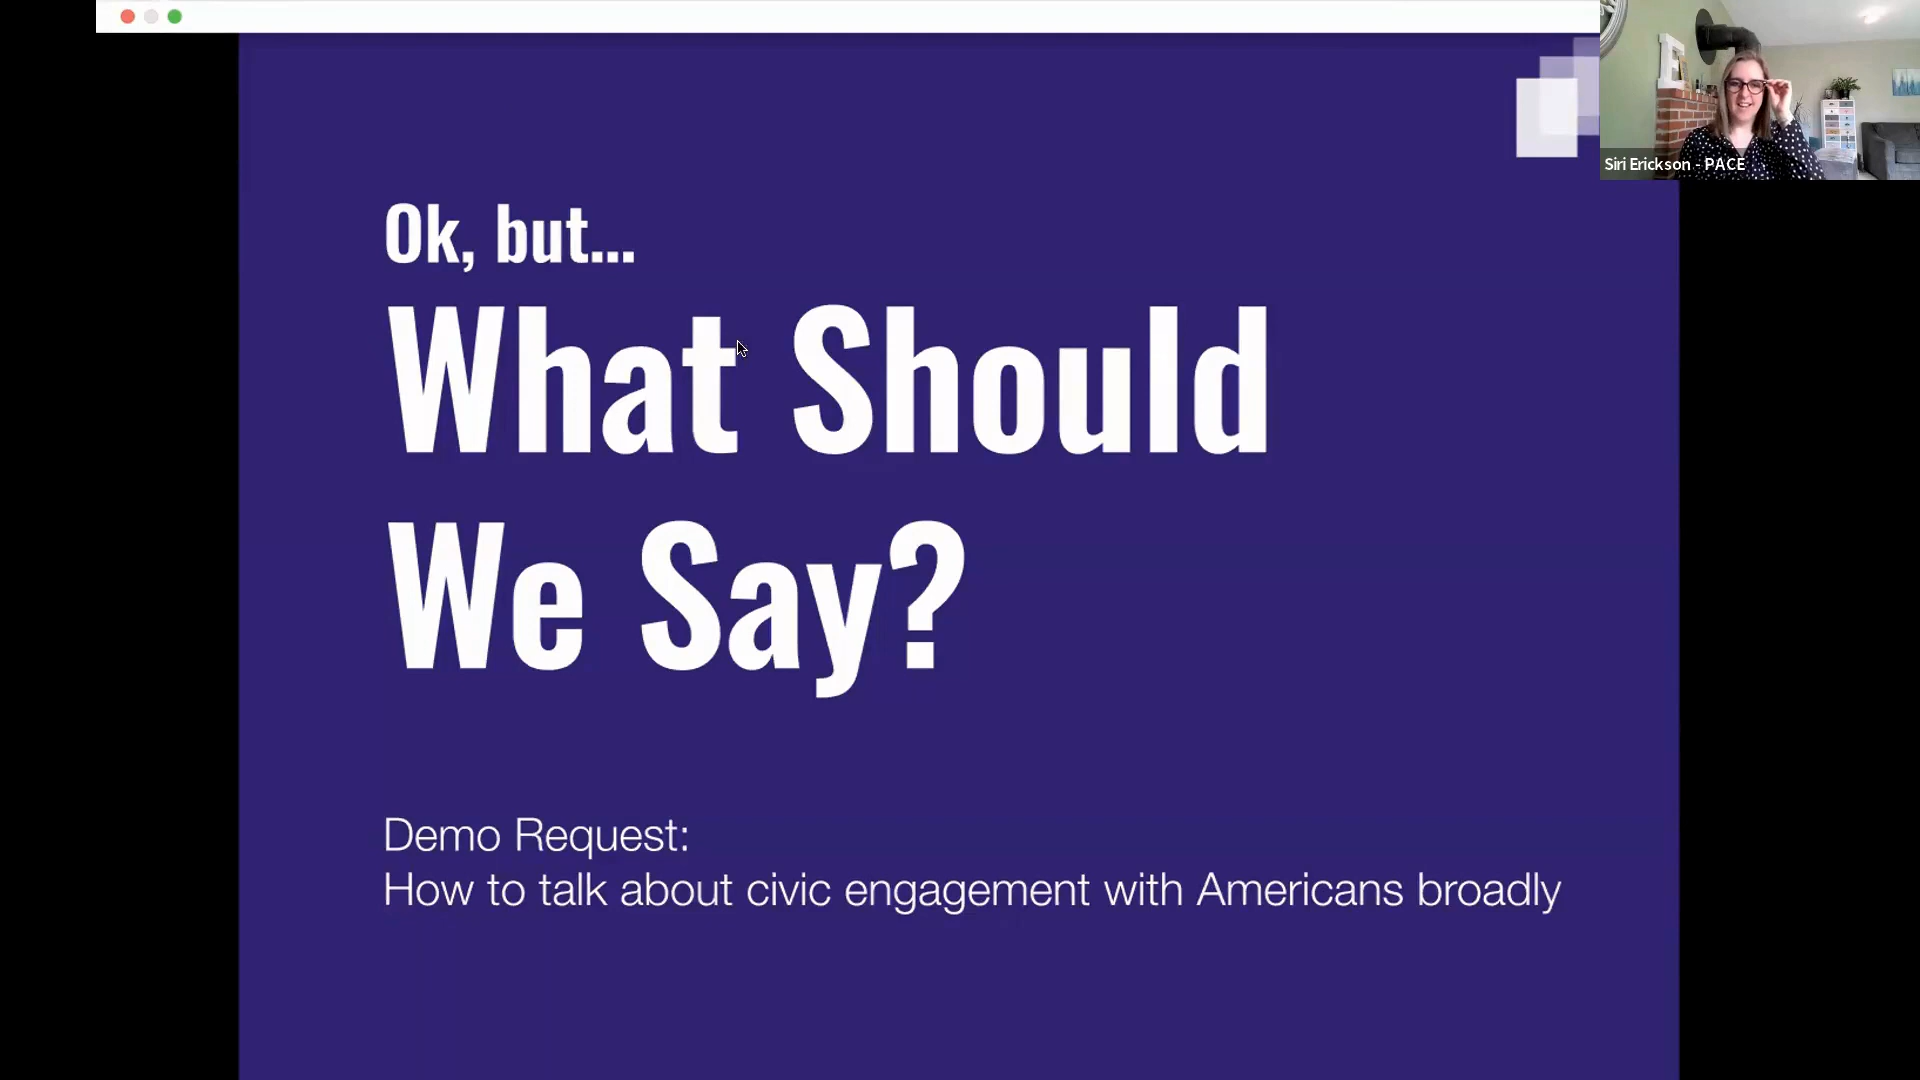 Ok, but...
What Should
We Say?
Demo Request:
How to talk about civic engagement with Americans broadly
Siri Erickson - PACE